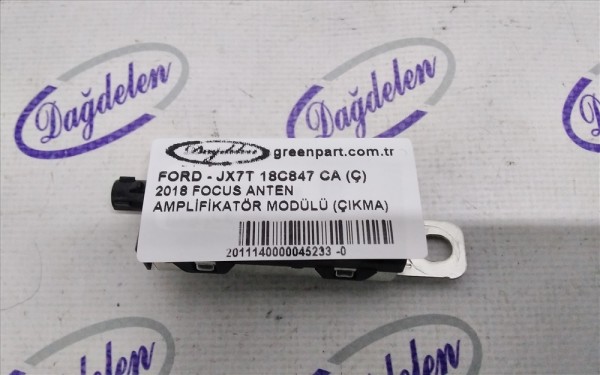 Dağdelen
Dağdelen
Dağdelen greenpart.com.tr
FORD - JX7T 18C847 CA (Ç)
2018 FOCUS ANTEN
AMPLİFİKATÖR MODÜLÜ (ÇIKMA)
2011140000045233 -0
Dağdelen